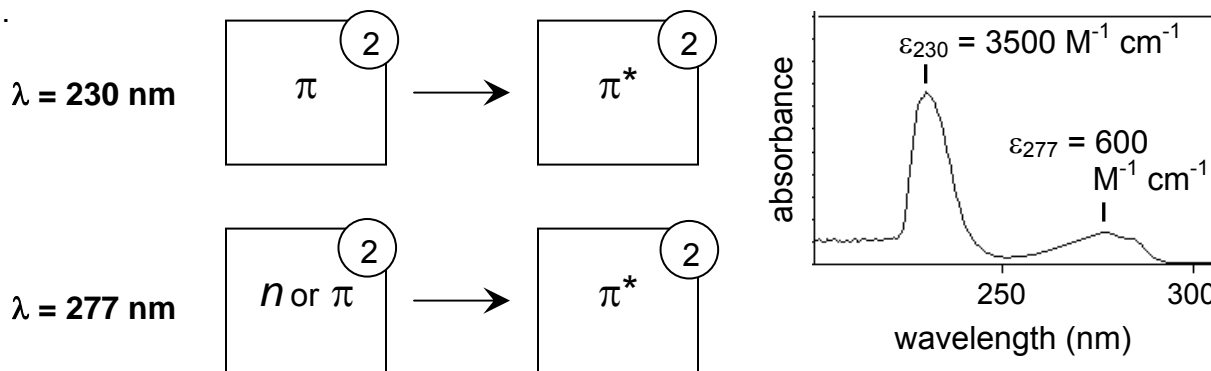 .
λ = 230 nm
2
π
2
π*
λ = 277 nm
2
n or π
2
π*
absorbance
ε230 = 3500 M⁻¹ cm⁻¹
ε277 = 600
M⁻¹ cm⁻¹
250
300
wavelength (nm)